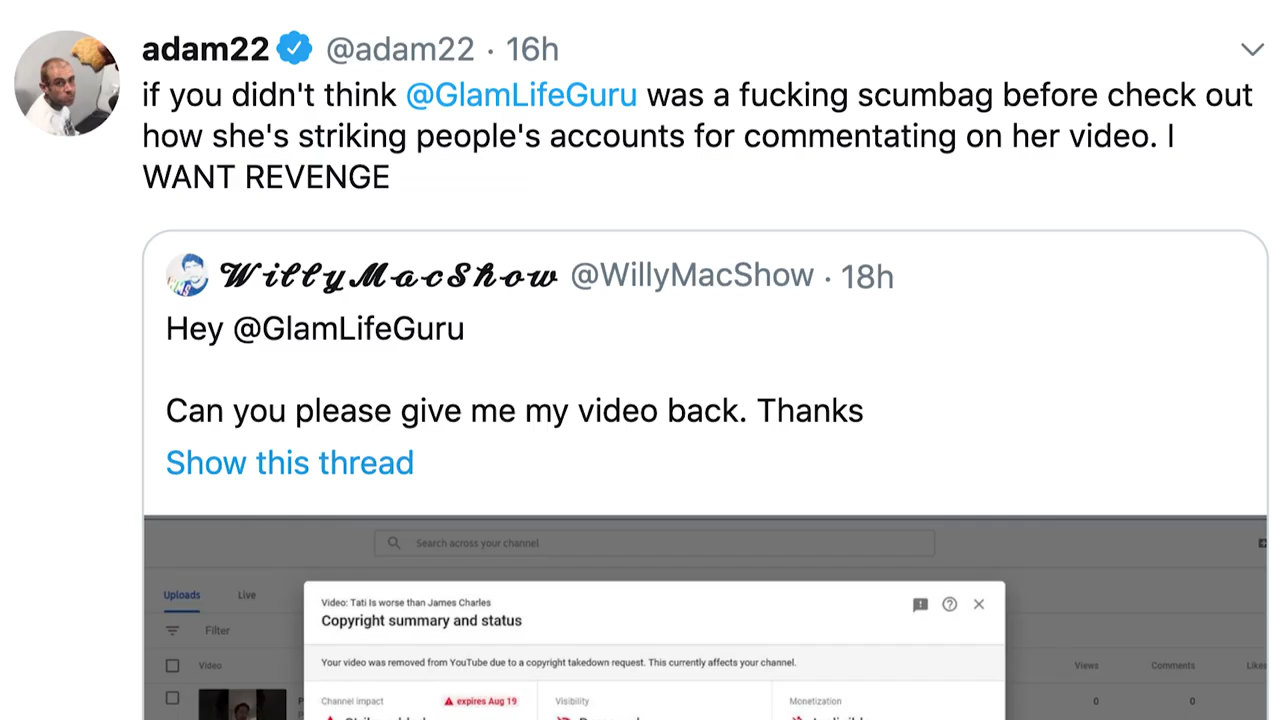 adam22 @adam22 · 16h
if you didn't think @GlamLifeGuru was a fucking scumbag before check out
how she's striking people's accounts for commentating on her video. I
WANT REVENGE
𝓦𝓲𝓵𝓵𝔂𝓜𝓪𝓬𝓢𝓱𝓸𝔀 @WillyMacShow · 18h
Hey @GlamLifeGuru
Can you please give me my video back. Thanks
Show this thread
Search across your channel
Uploads Live
Filter
Video: Tati Is worse than James Charles
Copyright summary and status
Your video was removed from YouTube due to a copyright takedown request. This currently affects your channel.
Video Views Comments Likes
Channel impact expires Aug 19 Visibility Monetization
0 0